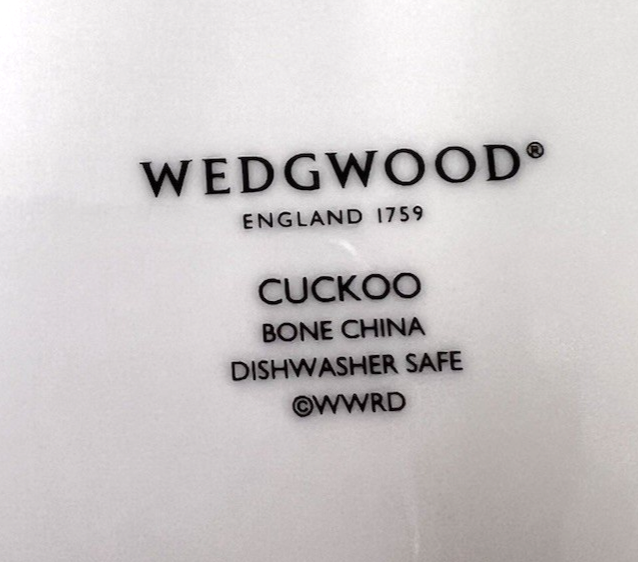 WEDGWOOD®
ENGLAND 1759
CUCKOO
BONE CHINA
DISHWASHER SAFE
©WWRD